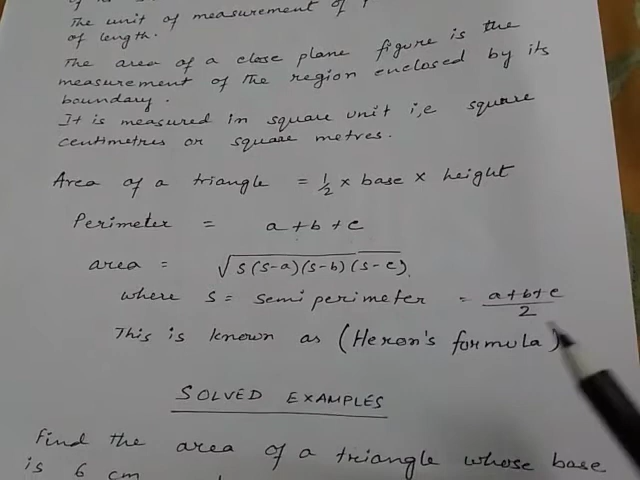 The unit of measurement of
of length.
The area of a close plane figure is the
measurement of the region enclosed by its
boundary.
It is measured in square unit i,e square
centimetres or square metres.
Area of a triangle = 1/2 x base x height
Perimeter = a+b+c
area = √s(s-a)(s-b)(s-c)
where s = semi perimeter = a+b+c/2
This is known as (Heron's formula)
SOLVED EXAMPLES
Find the area of a triangle whose base
is 6 cm